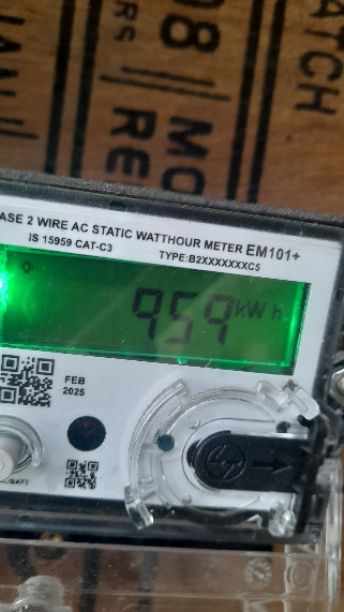 08
MO
RS
RE
ATCH
ASE 2 WIRE AC STATIC WATTHOUR METER EM101+
IS 15959 CAT-C3
TYPE:B2XXXXXXXC5
959 kWh
FEB
2025